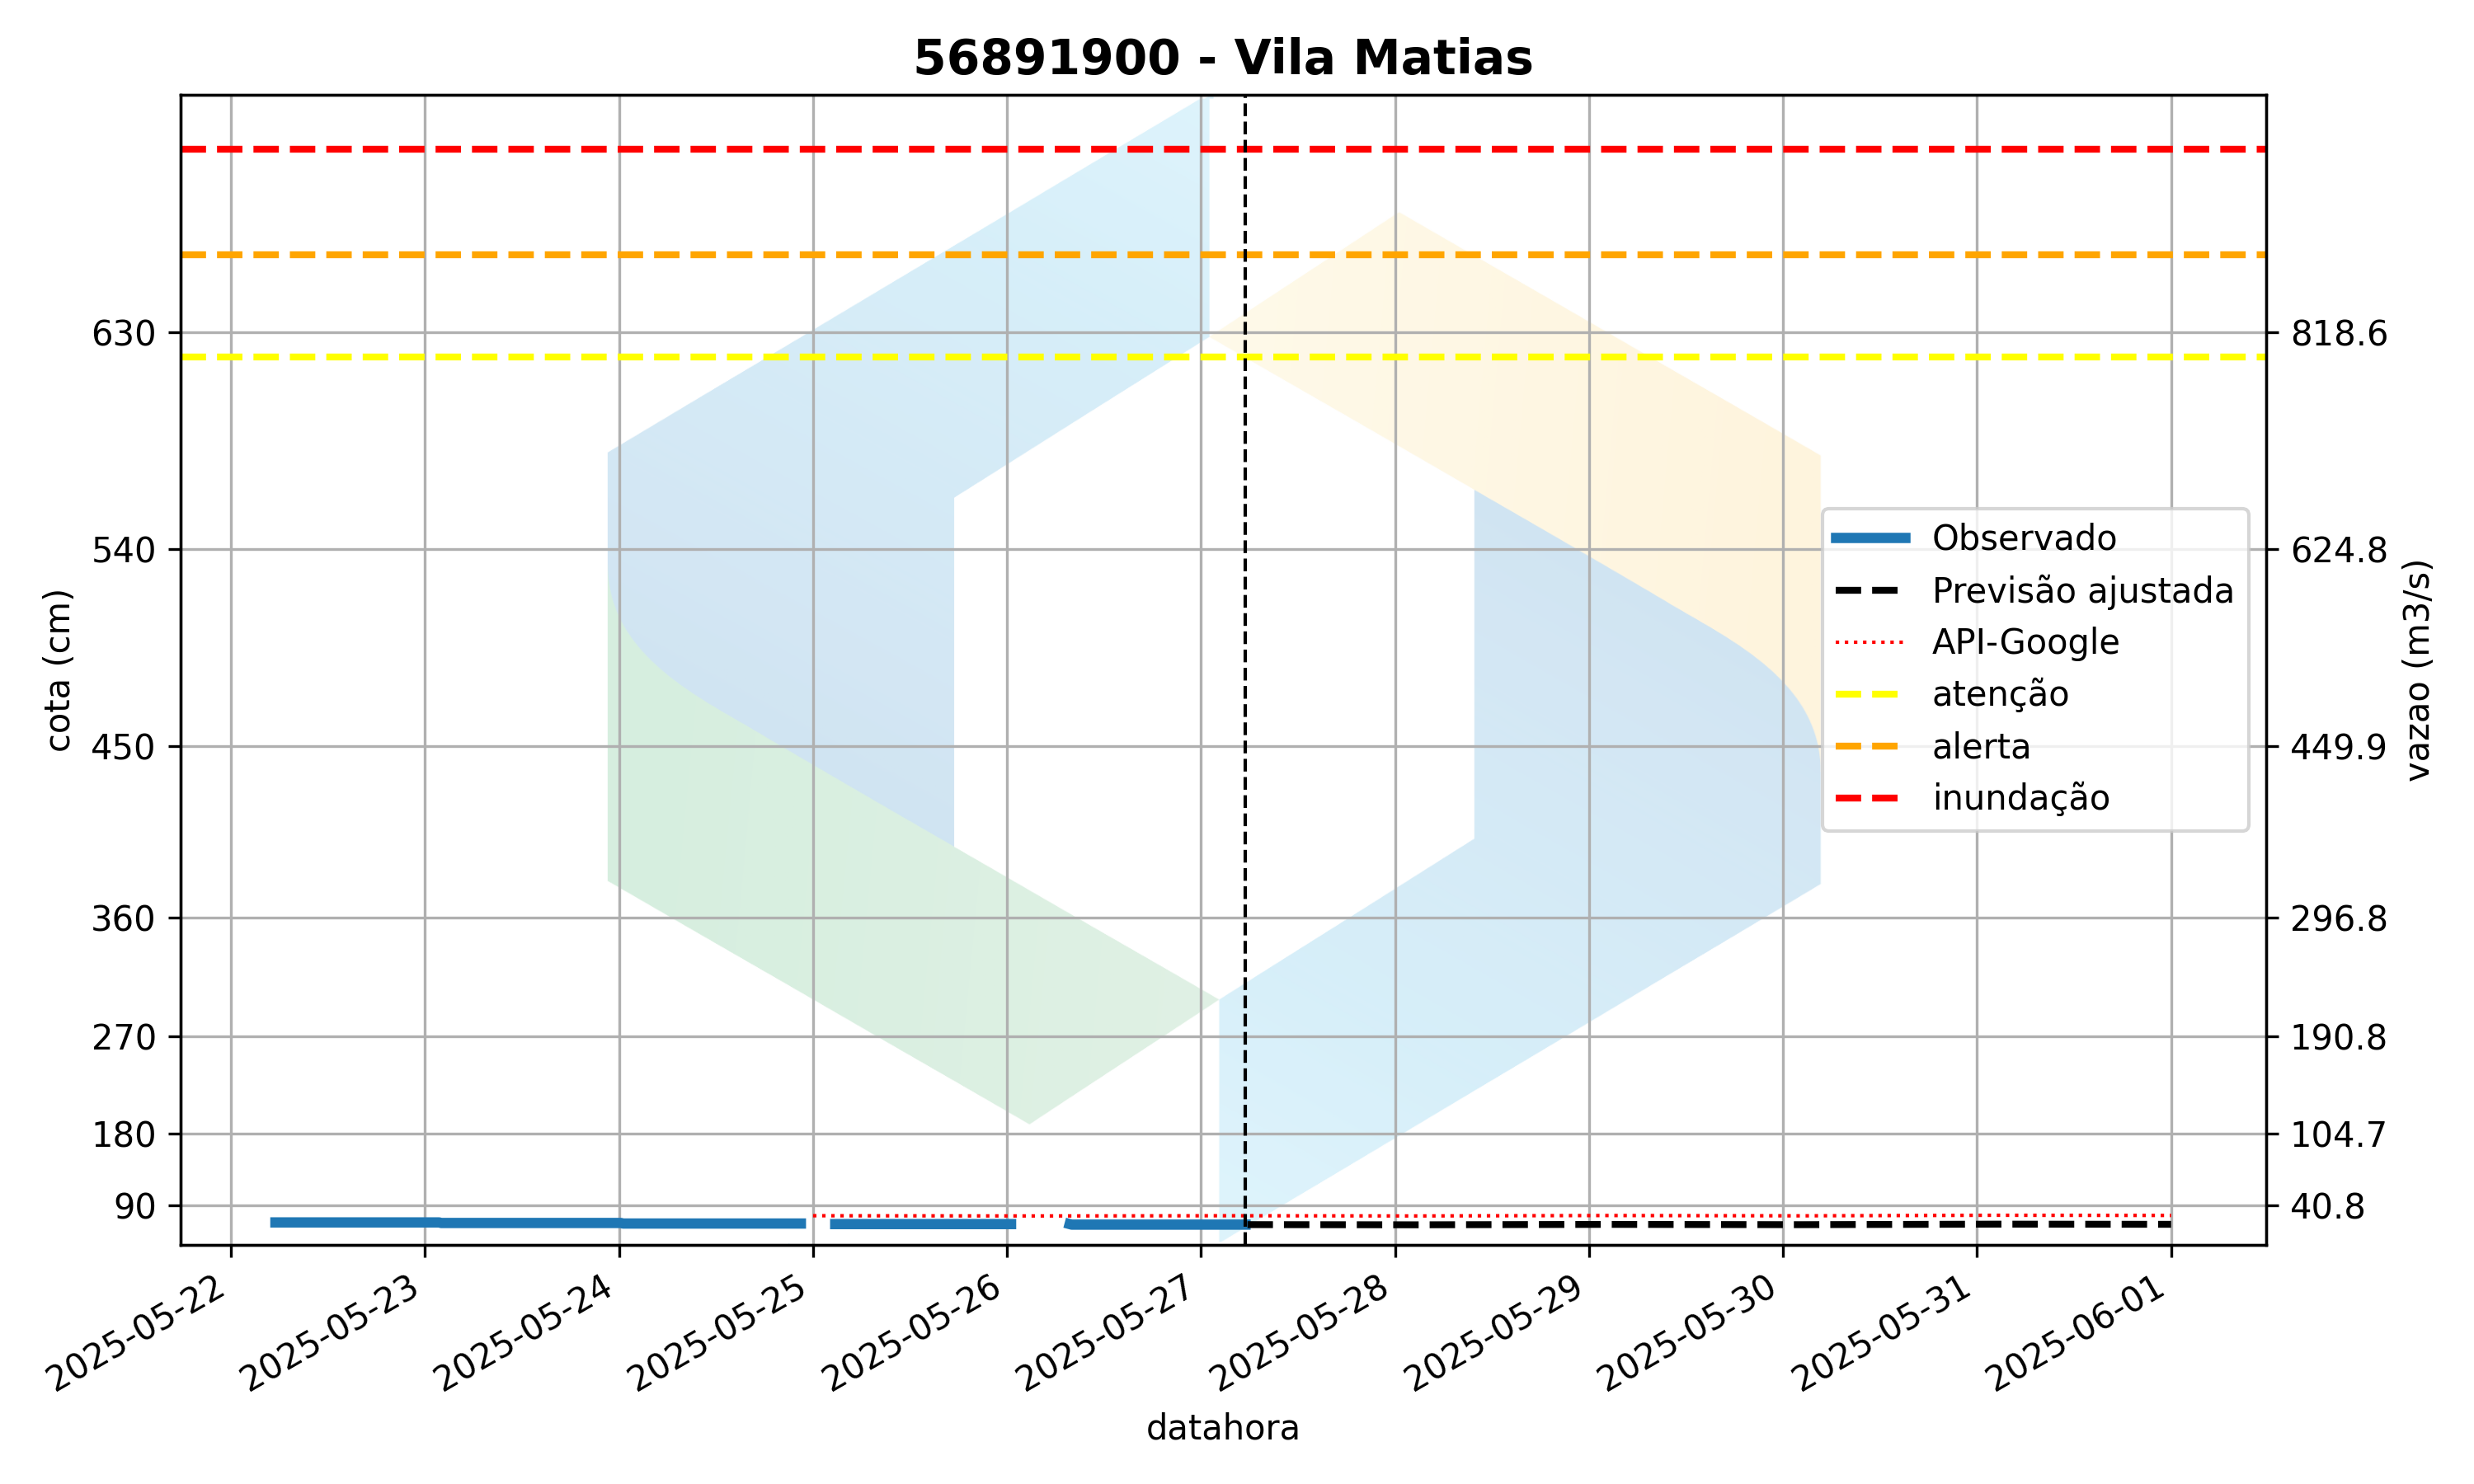 56891900 - Vila Matias
cota (cm)
630
540
450
360
270
180
90
818.6
624.8
449.9
296.8
190.8
104.7
40.8
vazao (m3/s)
Observado
Previsão ajustada
API-Google
atenção
alerta
inundação
2025-05-22
2025-05-23
2025-05-24
2025-05-25
2025-05-26
2025-05-27
2025-05-28
2025-05-29
2025-05-30
2025-05-31
2025-06-01
datahora